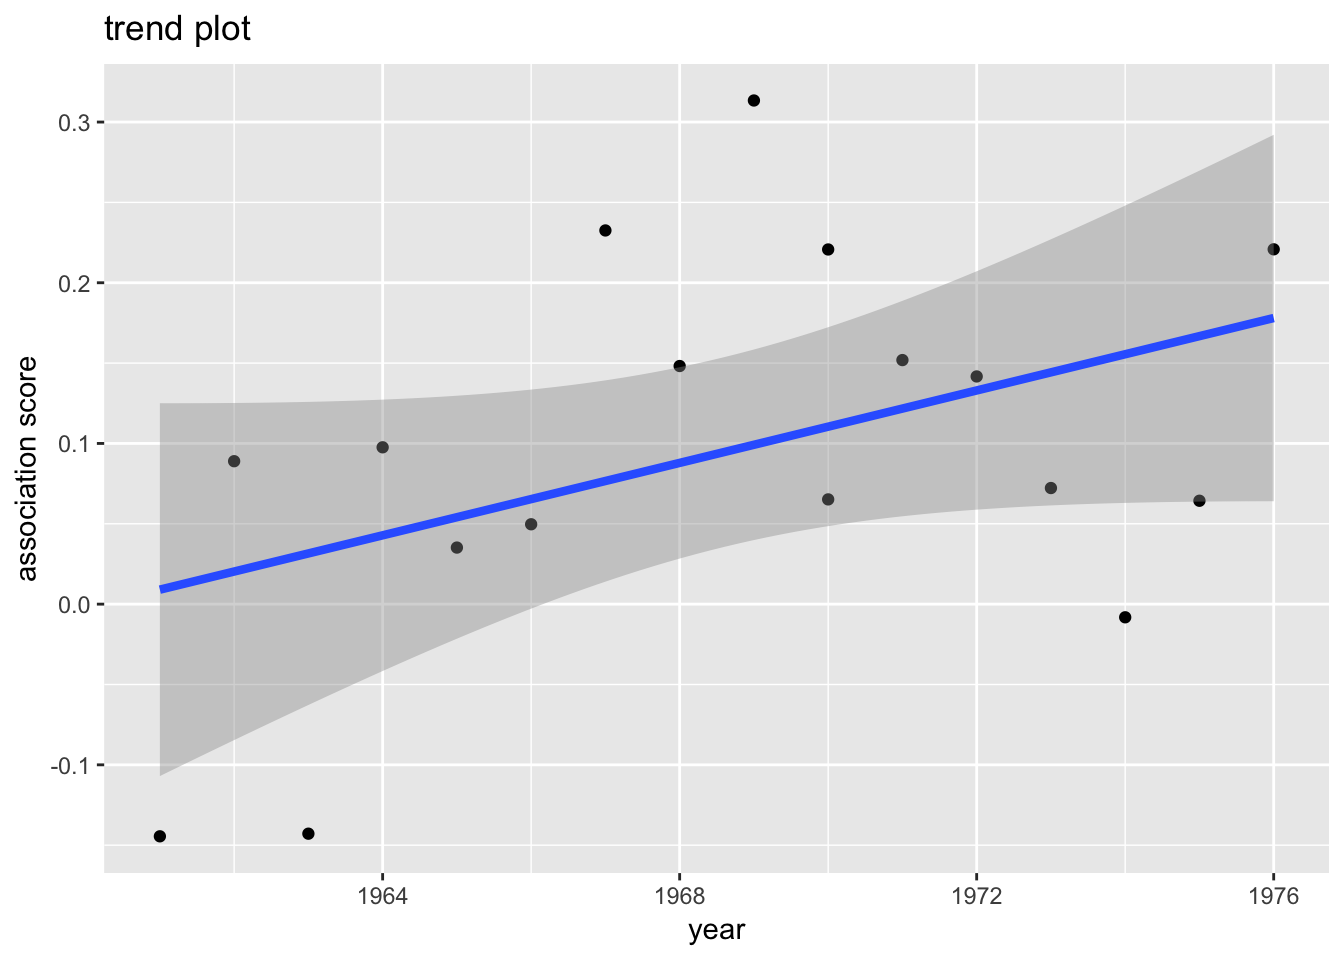 trend plot
association score
0.3
0.2
0.1
0.0
-0.1
1964 1968 1972 1976
year